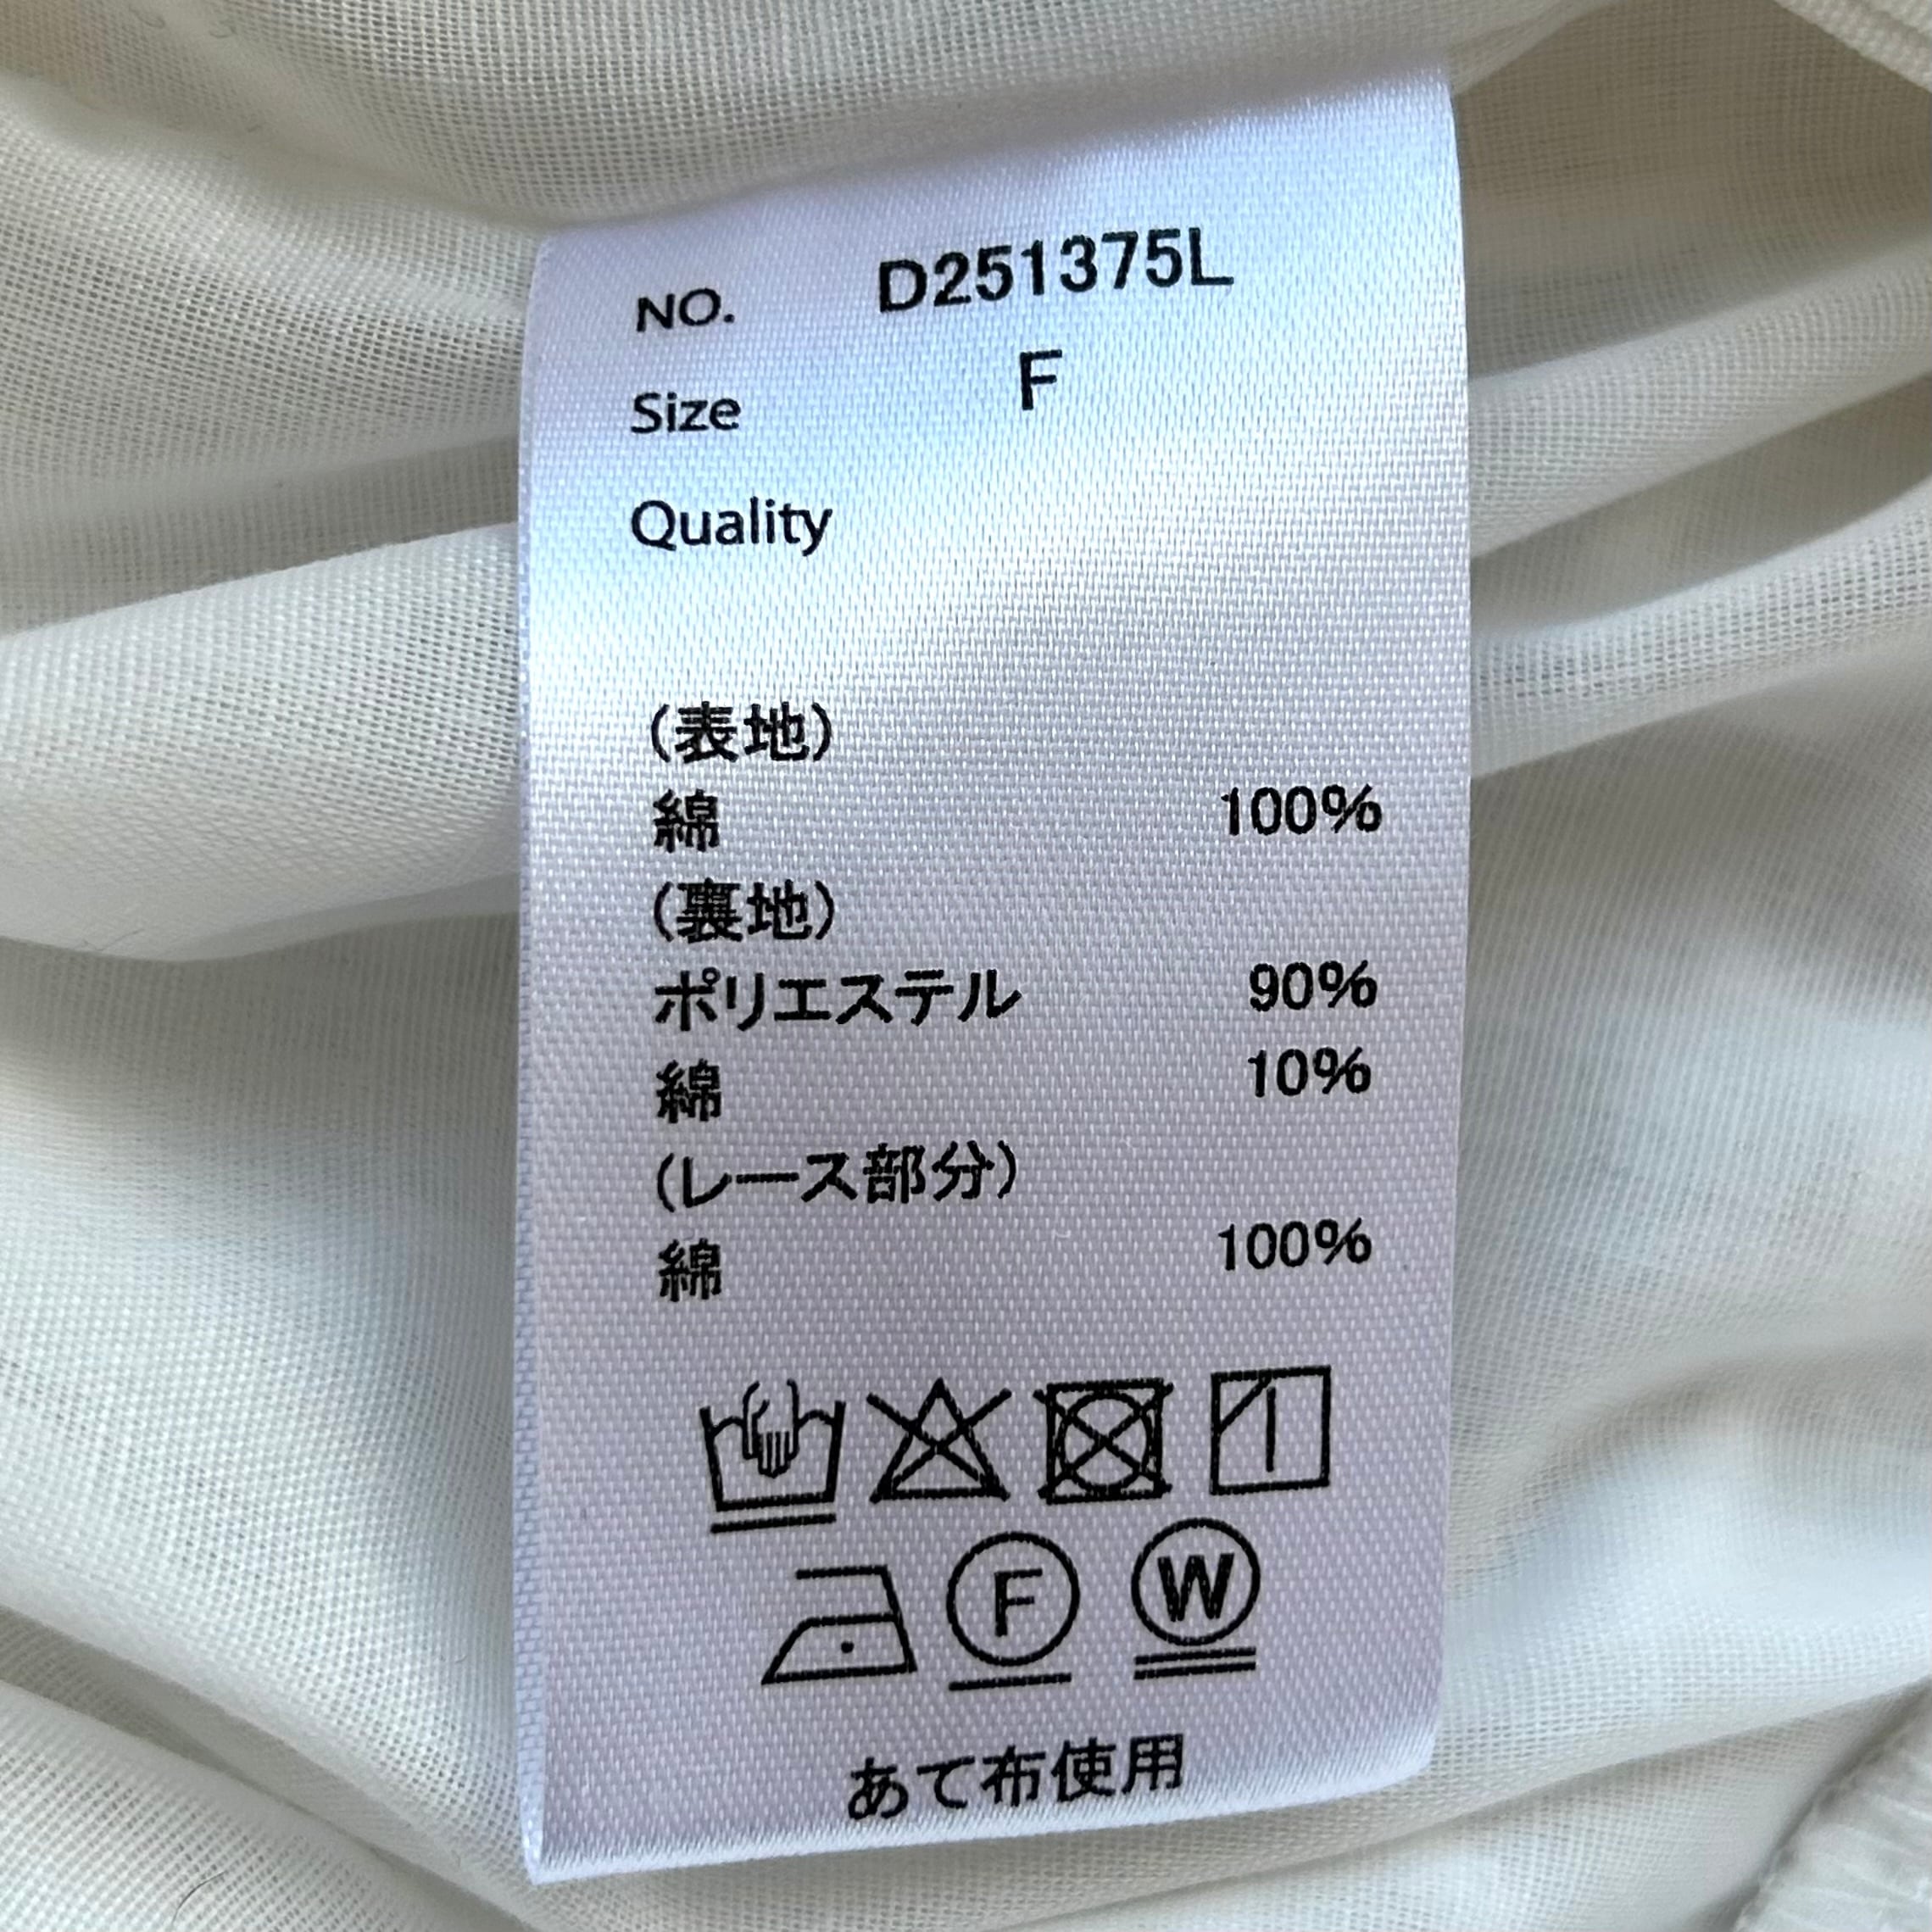 NO. D251375L
Size F
Quality
(表地)
綿 100%
(裏地)
ポリエステル 90%
綿 10%
(レース部分)
綿 100%
F W
あて布使用